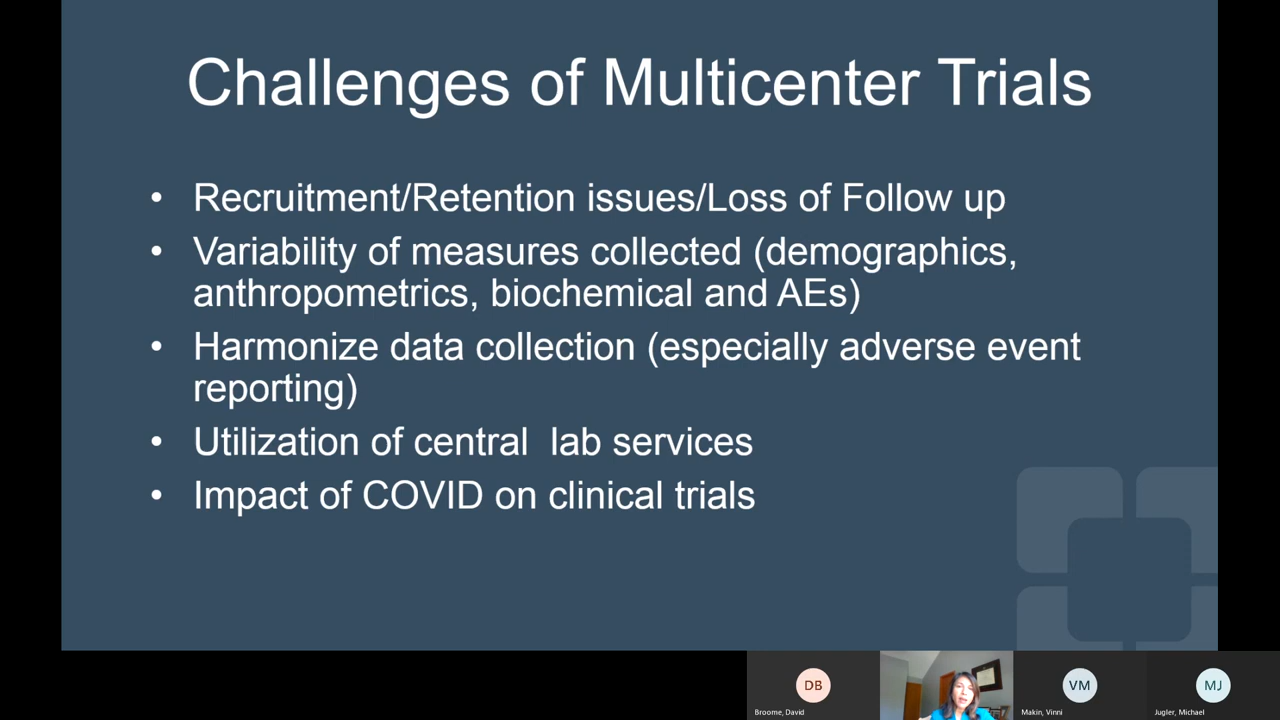 Challenges of Multicenter Trials
• Recruitment/Retention issues/Loss of Follow up
• Variability of measures collected (demographics,
anthropometrics, biochemical and AEs)
• Harmonize data collection (especially adverse event
reporting)
• Utilization of central  lab services
• Impact of COVID on clinical trials
DB
VM
MJ
Broome, David
Makin, Vinni
Jugler, Michael